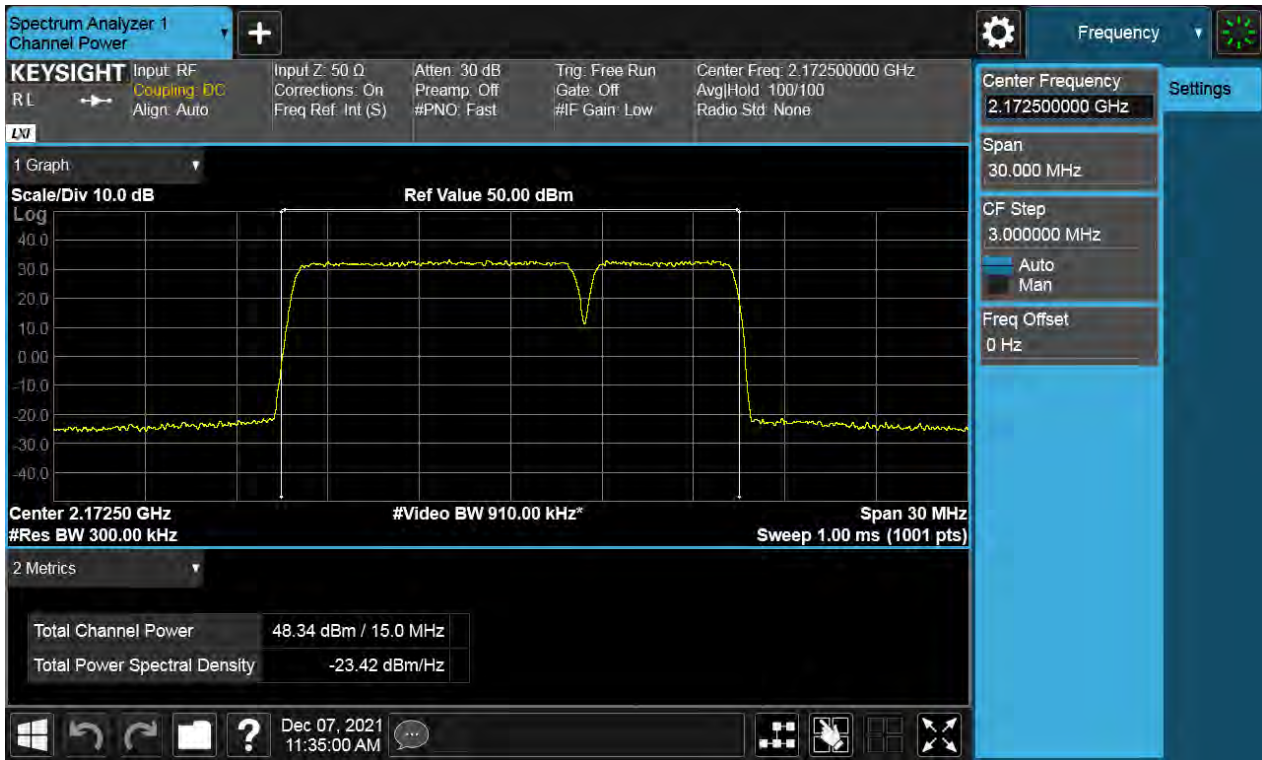 Spectrum Analyzer 1
Channel Power
+
Frequency
KEYSIGHT
RL
LXI
Input: RF
Coupling: DC
Align: Auto
Input Z: 50 Ω
Corrections: On
Freq Ref: Int (S)
Atten: 30 dB
Preamp: Off
#PNO: Fast
Trig: Free Run
Gate: Off
#IF Gain: Low
Center Freq: 2.172500000 GHz
Avg|Hold: 100/100
Radio Std: None
Center Frequency
2.172500000 GHz
Settings
Span
30.000 MHz
CF Step
3.000000 MHz
Auto
Man
Freq Offset
0 Hz
1 Graph
Scale/Div 10.0 dB
Ref Value 50.00 dBm
Log
40.0
30.0
20.0
10.0
0.00
-10.0
-20.0
-30.0
-40.0
Center 2.17250 GHz
#Video BW 910.00 kHz*
Span 30 MHz
#Res BW 300.00 kHz
Sweep 1.00 ms (1001 pts)
2 Metrics
Total Channel Power 48.34 dBm / 15.0 MHz
Total Power Spectral Density -23.42 dBm/Hz
?
Dec 07, 2021
11:35:00 AM